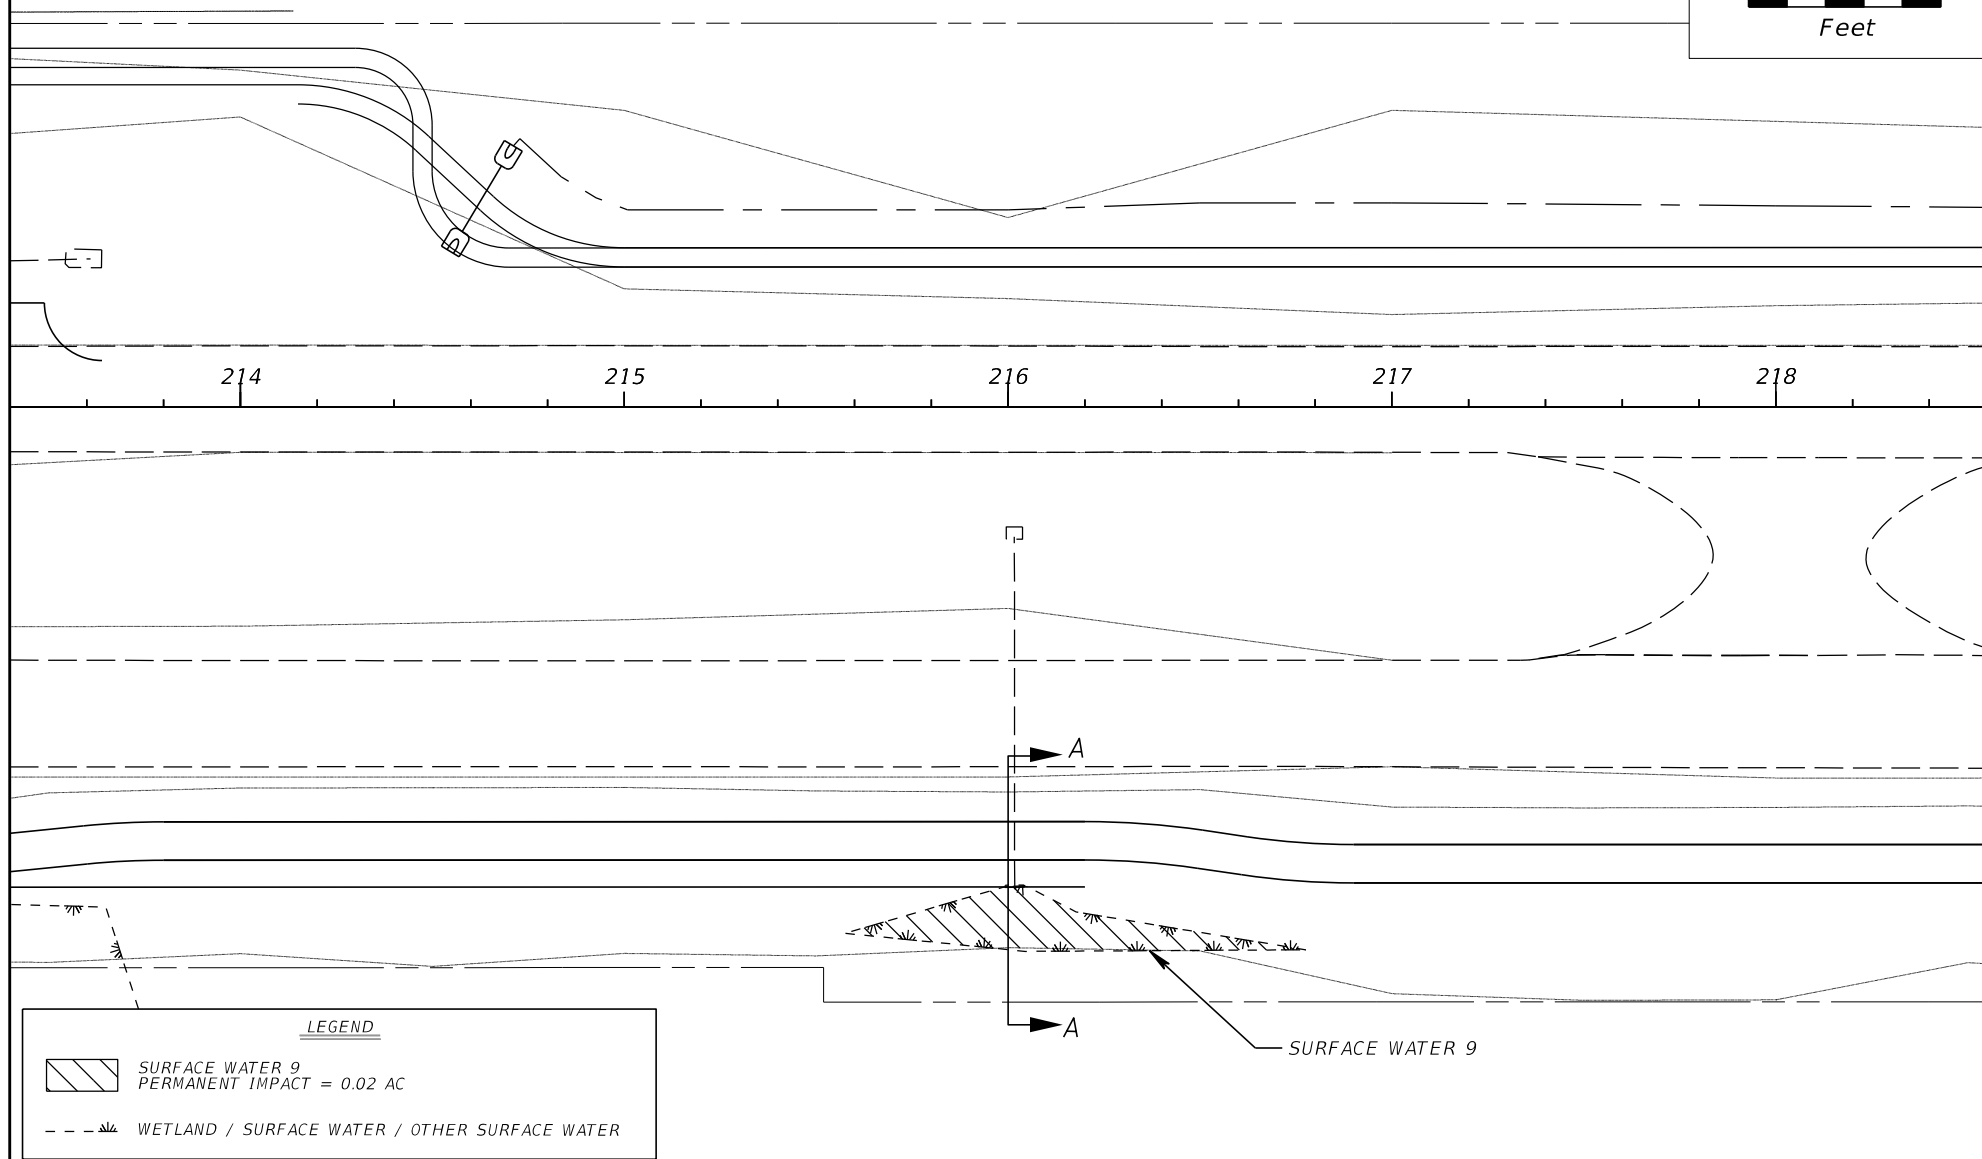 Feet
214 215 216 217 218
A
A
SURFACE WATER 9
LEGEND
SURFACE WATER 9
PERMANENT IMPACT = 0.02 AC
WETLAND / SURFACE WATER / OTHER SURFACE WATER